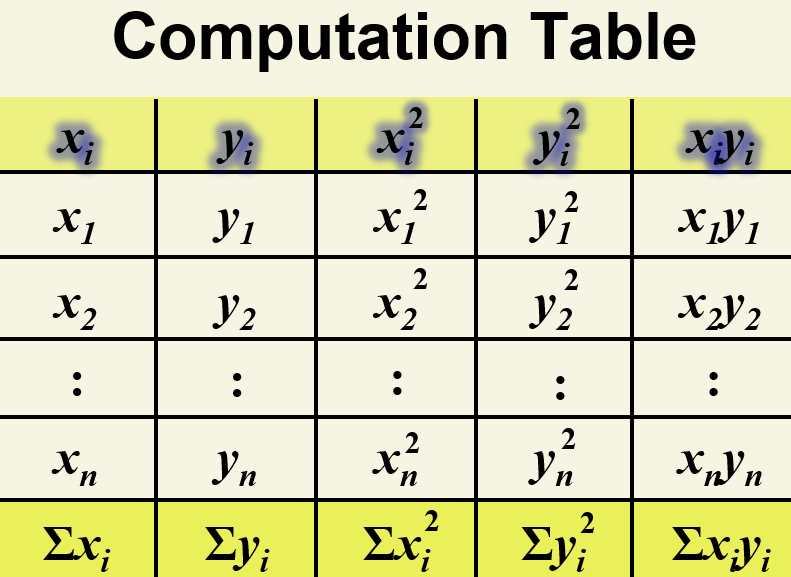 Computation Table
xᵢ yᵢ xᵢ² yᵢ² xᵢyᵢ
x₁ y₁ x₁² y₁² x₁y₁
x₂ y₂ x₂² y₂² x₂y₂
: : : : :
xₙ yₙ xₙ² yₙ² xₙyₙ
Σxᵢ Σyᵢ Σxᵢ² Σyᵢ² Σxᵢyᵢ